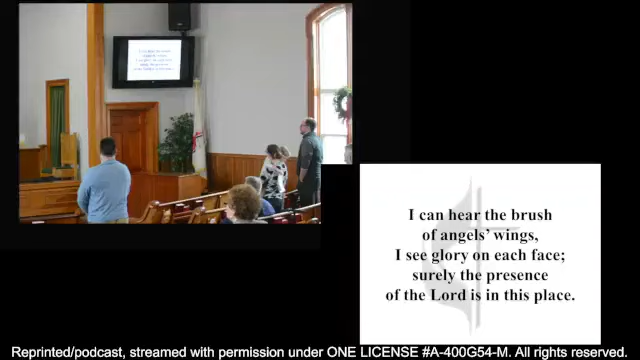 I can hear the brush
of angels’ wings,
I see glory on each face;
surely the presence
of the Lord is in this place.
Reprinted/podcast, streamed with permission under ONE LICENSE #A-400G54-M. All rights reserved.